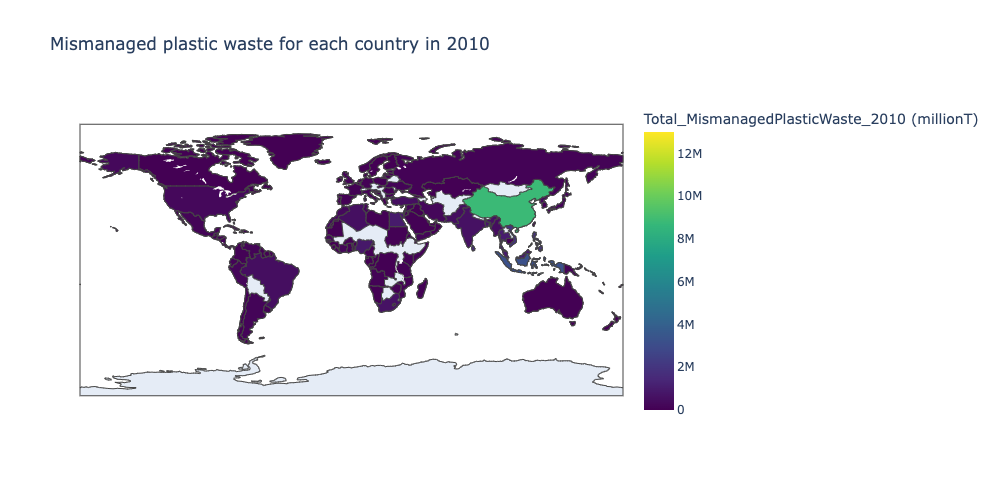 Mismanaged plastic waste for each country in 2010
Total_MismanagedPlasticWaste_2010 (millionT)
12M
10M
8M
6M
4M
2M
0